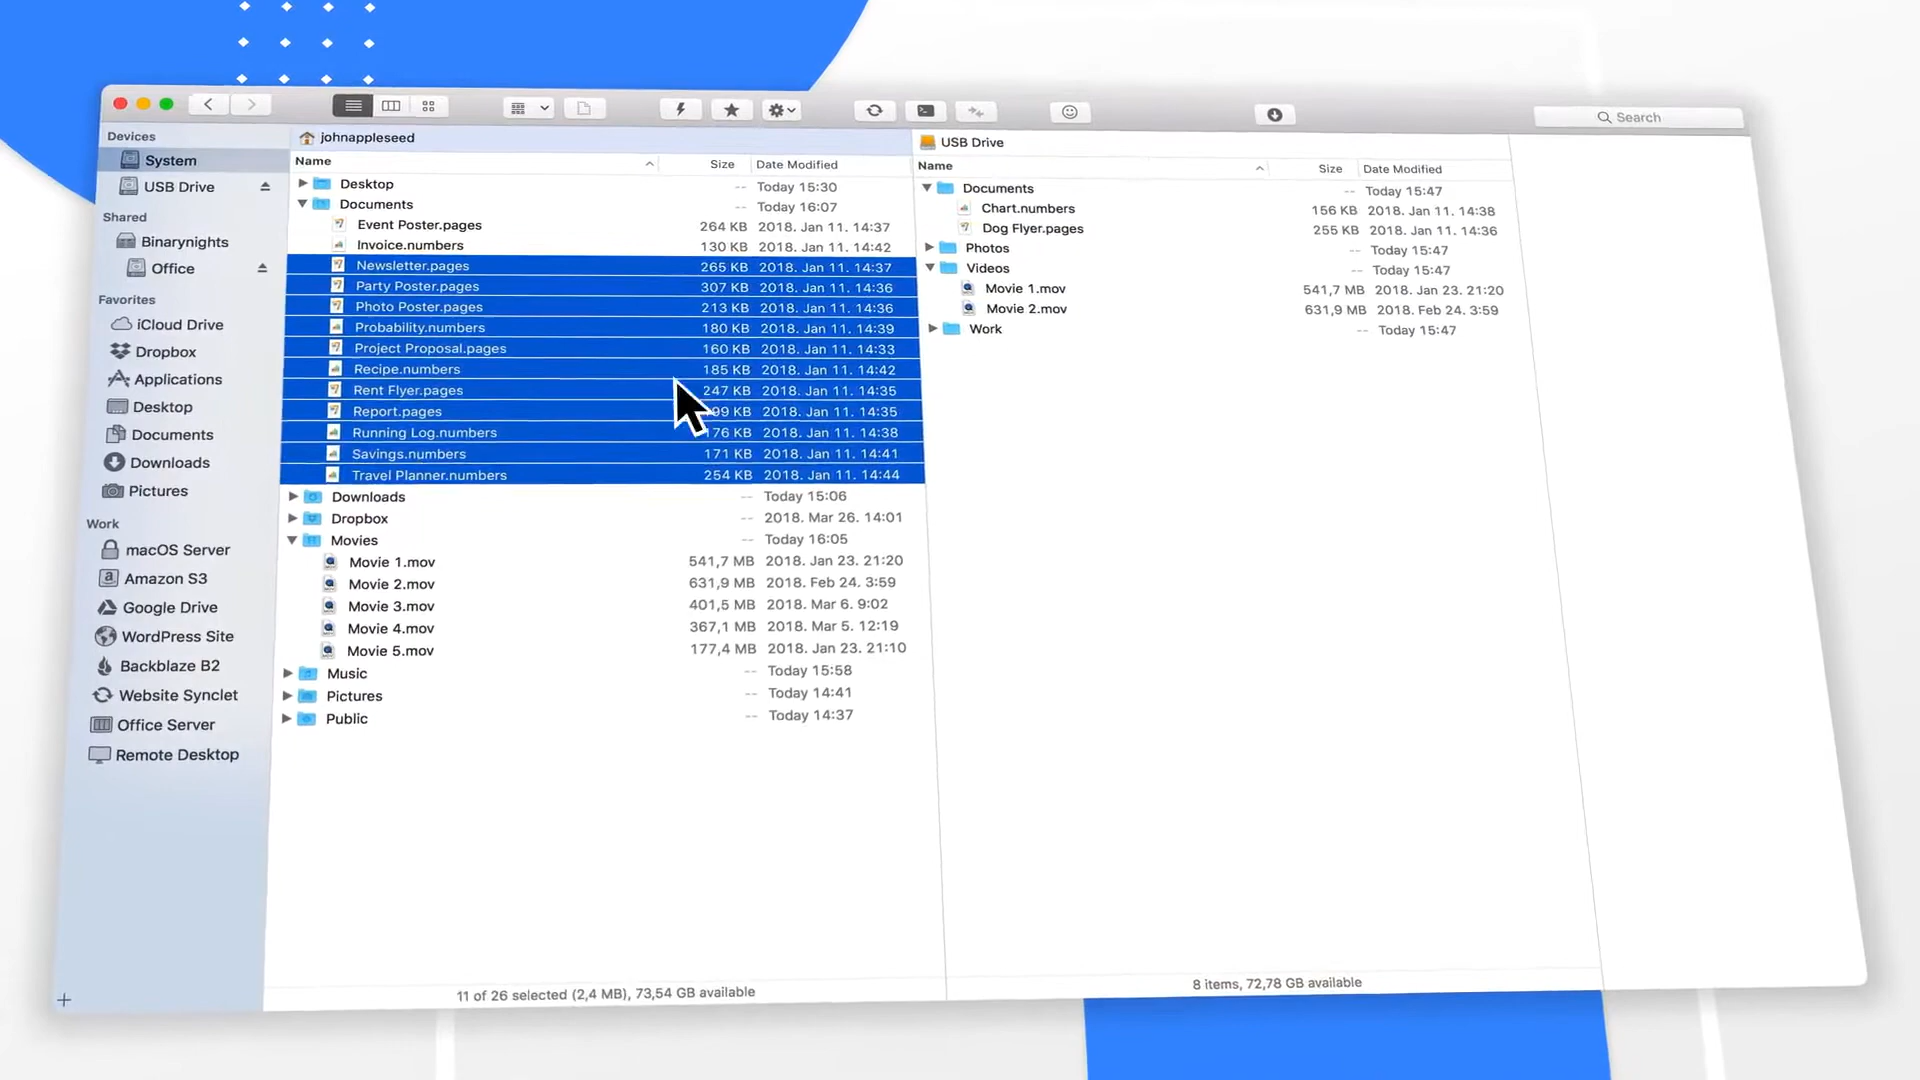 Search
Devices
System
USB Drive
Shared
Binarynights
Office
Favorites
iCloud Drive
Dropbox
Applications
Desktop
Documents
Downloads
Pictures
Work
macOS Server
Amazon S3
Google Drive
WordPress Site
Backblaze B2
Website Synclet
Office Server
Remote Desktop
johnappleseed
Name Size Date Modified
Desktop -- Today 15:30
Documents -- Today 16:07
Event Poster.pages 264 KB 2018. Jan 11. 14:37
Invoice.numbers 130 KB 2018. Jan 11. 14:42
Newsletter.pages 265 KB 2018. Jan 11. 14:37
Party Poster.pages 307 KB 2018. Jan 11. 14:36
Photo Poster.pages 213 KB 2018. Jan 11. 14:36
Probability.numbers 180 KB 2018. Jan 11. 14:39
Project Proposal.pages 160 KB 2018. Jan 11. 14:33
Recipe.numbers 185 KB 2018. Jan 11. 14:42
Rent Flyer.pages 247 KB 2018. Jan 11. 14:35
Report.pages KB 2018. Jan 11. 14:35
Running Log.numbers 176 KB 2018. Jan 11. 14:38
Savings.numbers 171 KB 2018. Jan 11. 14:41
Travel Planner.numbers 254 KB 2018. Jan 11. 14:44
Downloads -- Today 15:06
Dropbox -- 2018. Mar 26. 14:01
Movies -- Today 16:05
Movie 1.mov 541,7 MB 2018. Jan 23. 21:20
Movie 2.mov 631,9 MB 2018. Feb 24. 3:59
Movie 3.mov 401,5 MB 2018. Mar 6. 9:02
Movie 4.mov 367,1 MB 2018. Mar 5. 12:19
Movie 5.mov 177,4 MB 2018. Jan 23. 21:10
Music -- Today 15:58
Pictures -- Today 14:41
Public -- Today 14:37
11 of 26 selected (2,4 MB), 73,54 GB available
USB Drive
Name Size Date Modified
Documents -- Today 15:47
Chart.numbers 156 KB 2018. Jan 11. 14:38
Dog Flyer.pages 255 KB 2018. Jan 11. 14:36
Photos -- Today 15:47
Videos -- Today 15:47
Movie 1.mov 541,7 MB 2018. Jan 23. 21:20
Movie 2.mov 631,9 MB 2018. Feb 24. 3:59
Work -- Today 15:47
8 items, 72,78 GB available